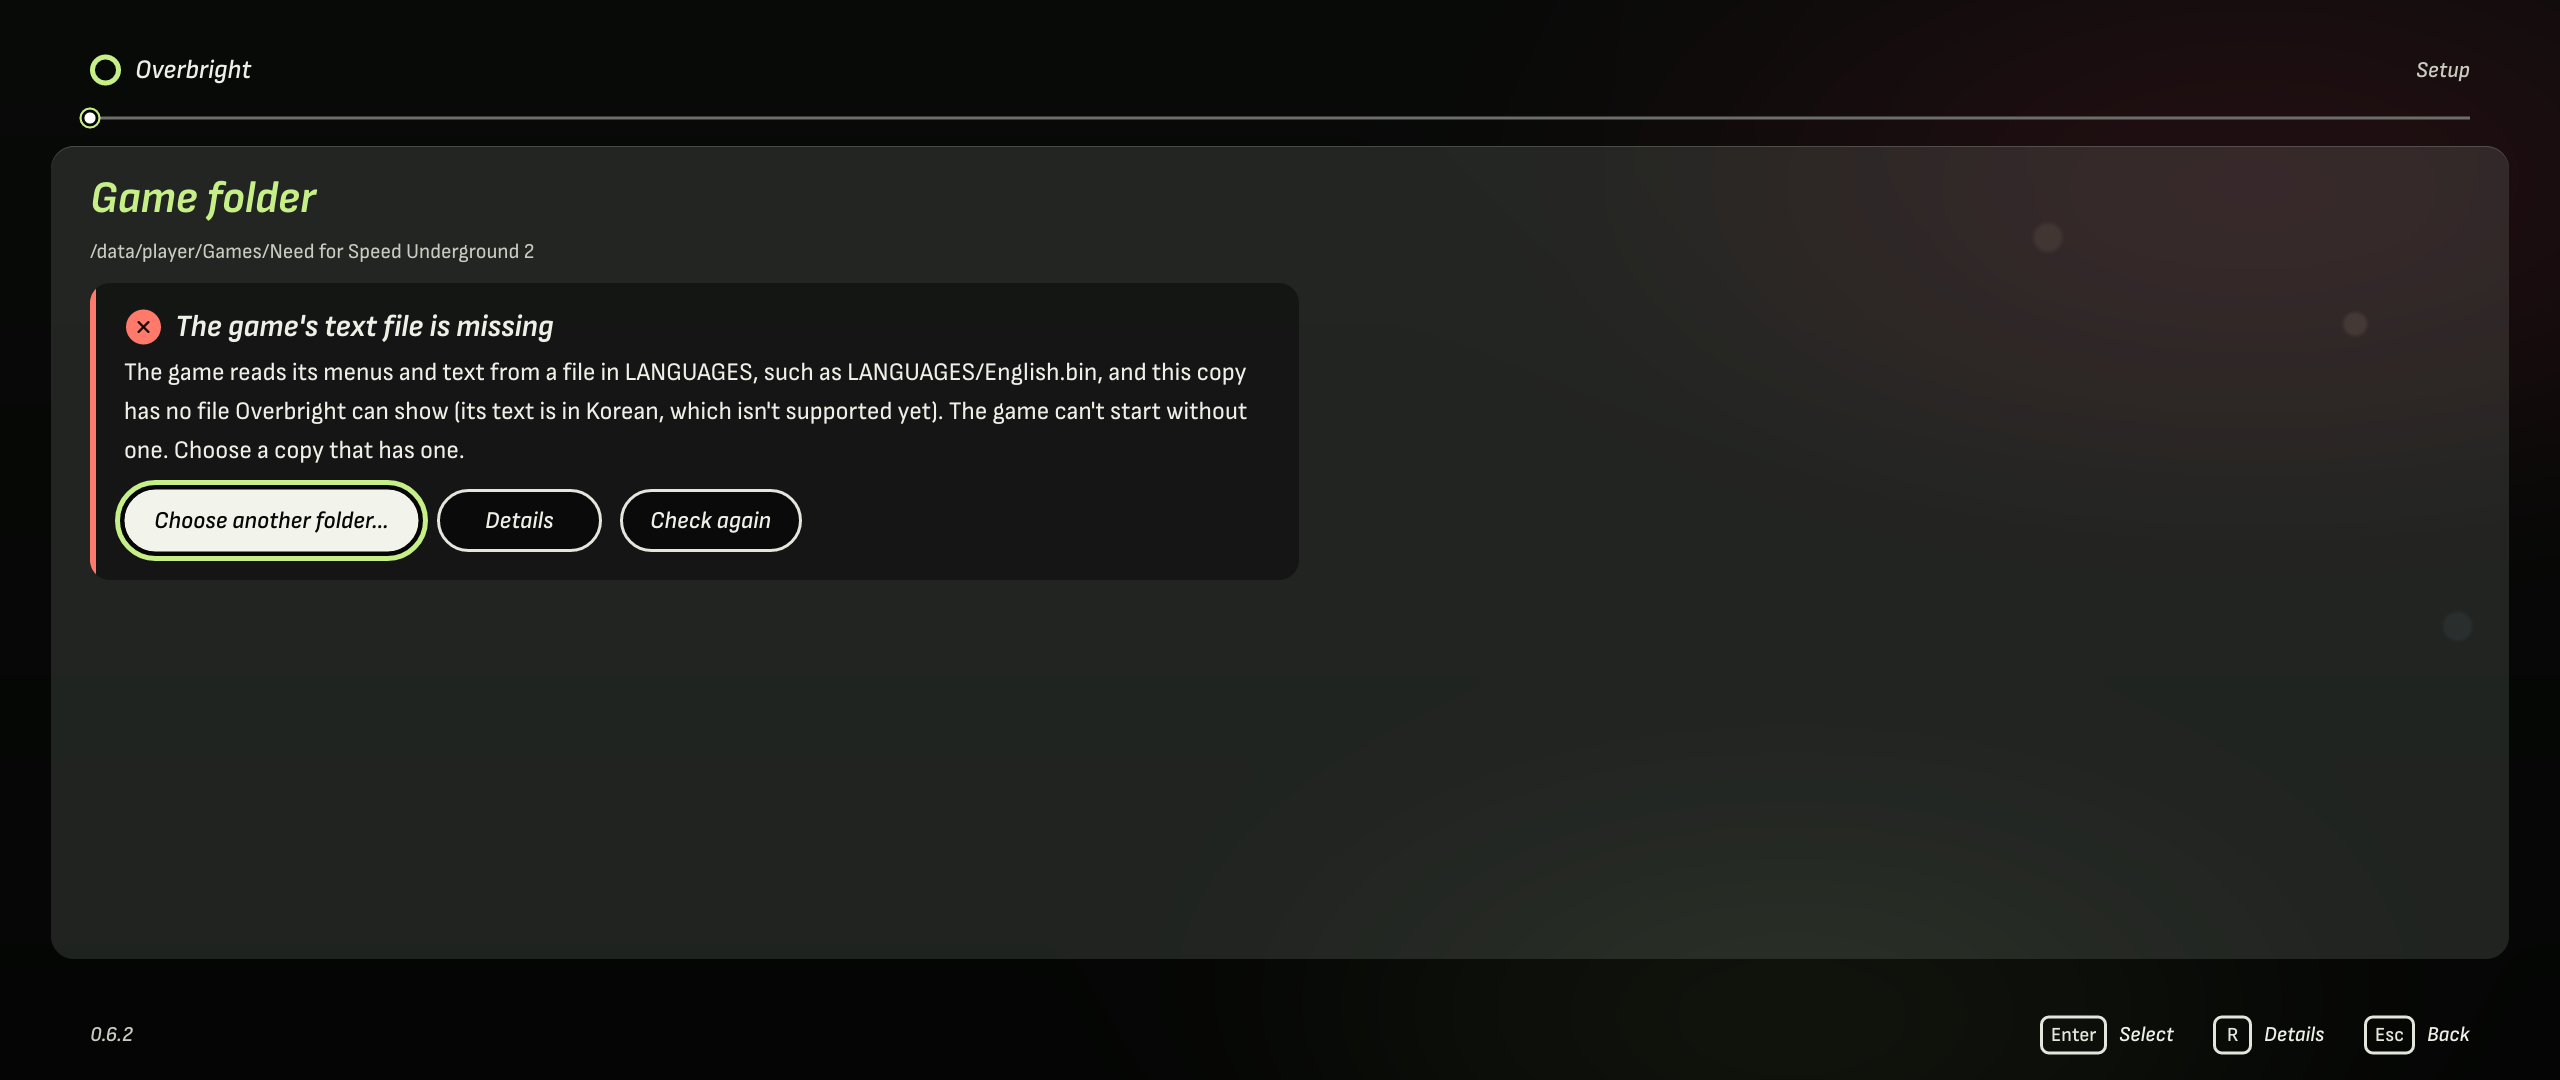 Overbright
Setup
Game folder
/data/player/Games/Need for Speed Underground 2
The game's text file is missing
The game reads its menus and text from a file in LANGUAGES, such as LANGUAGES/English.bin, and this copy
has no file Overbright can show (its text is in Korean, which isn't supported yet). The game can't start without
one. Choose a copy that has one.
Choose another folder...
Details
Check again
0.6.2
Enter Select
R Details
Esc Back